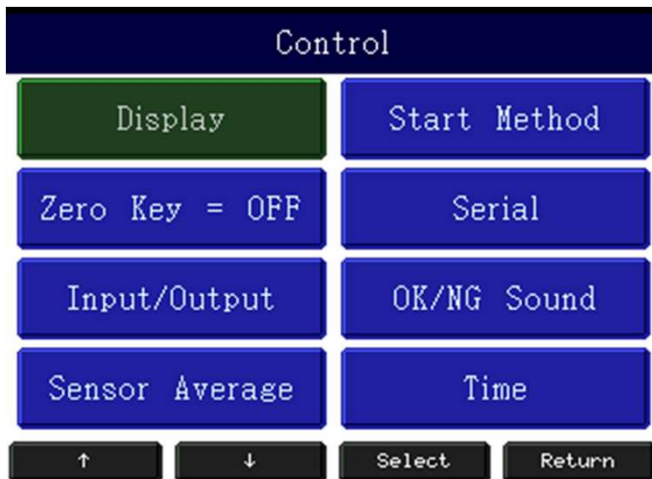 Control
Display
Start Method
Zero Key = OFF
Serial
Input/Output
OK/NG Sound
Sensor Average
Time
↑
↓
Select
Return